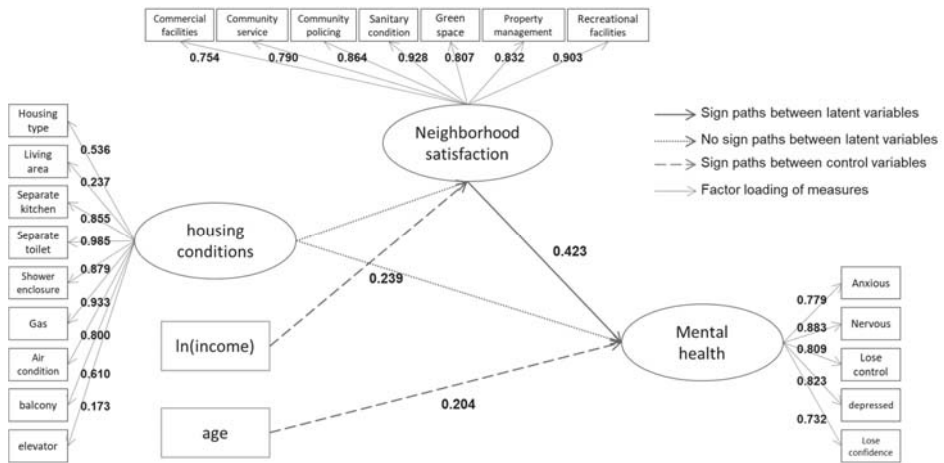 Commercial
facilities
Community
service
Community
policing
Sanitary
condition
Green
space
Property
management
Recreational
facilities
0.754
0.790
0.864
0.928
0.807
0.832
0.903
Neighborhood
satisfaction
Sign paths between latent variables
No sign paths between latent variables
Sign paths between control variables
Factor loading of measures
Housing
type
Living
area
Separate
kitchen
Separate
toilet
Shower
enclosure
Gas
Air
condition
balcony
elevator
0.536
0.237
0.855
0.985
0.879
0.933
0.800
0.610
0.173
housing
conditions
0.423
0.239
ln(income)
age
0.204
Mental
health
0.779
0.883
0.809
0.823
0.732
Anxious
Nervous
Lose
control
depressed
Lose
confidence